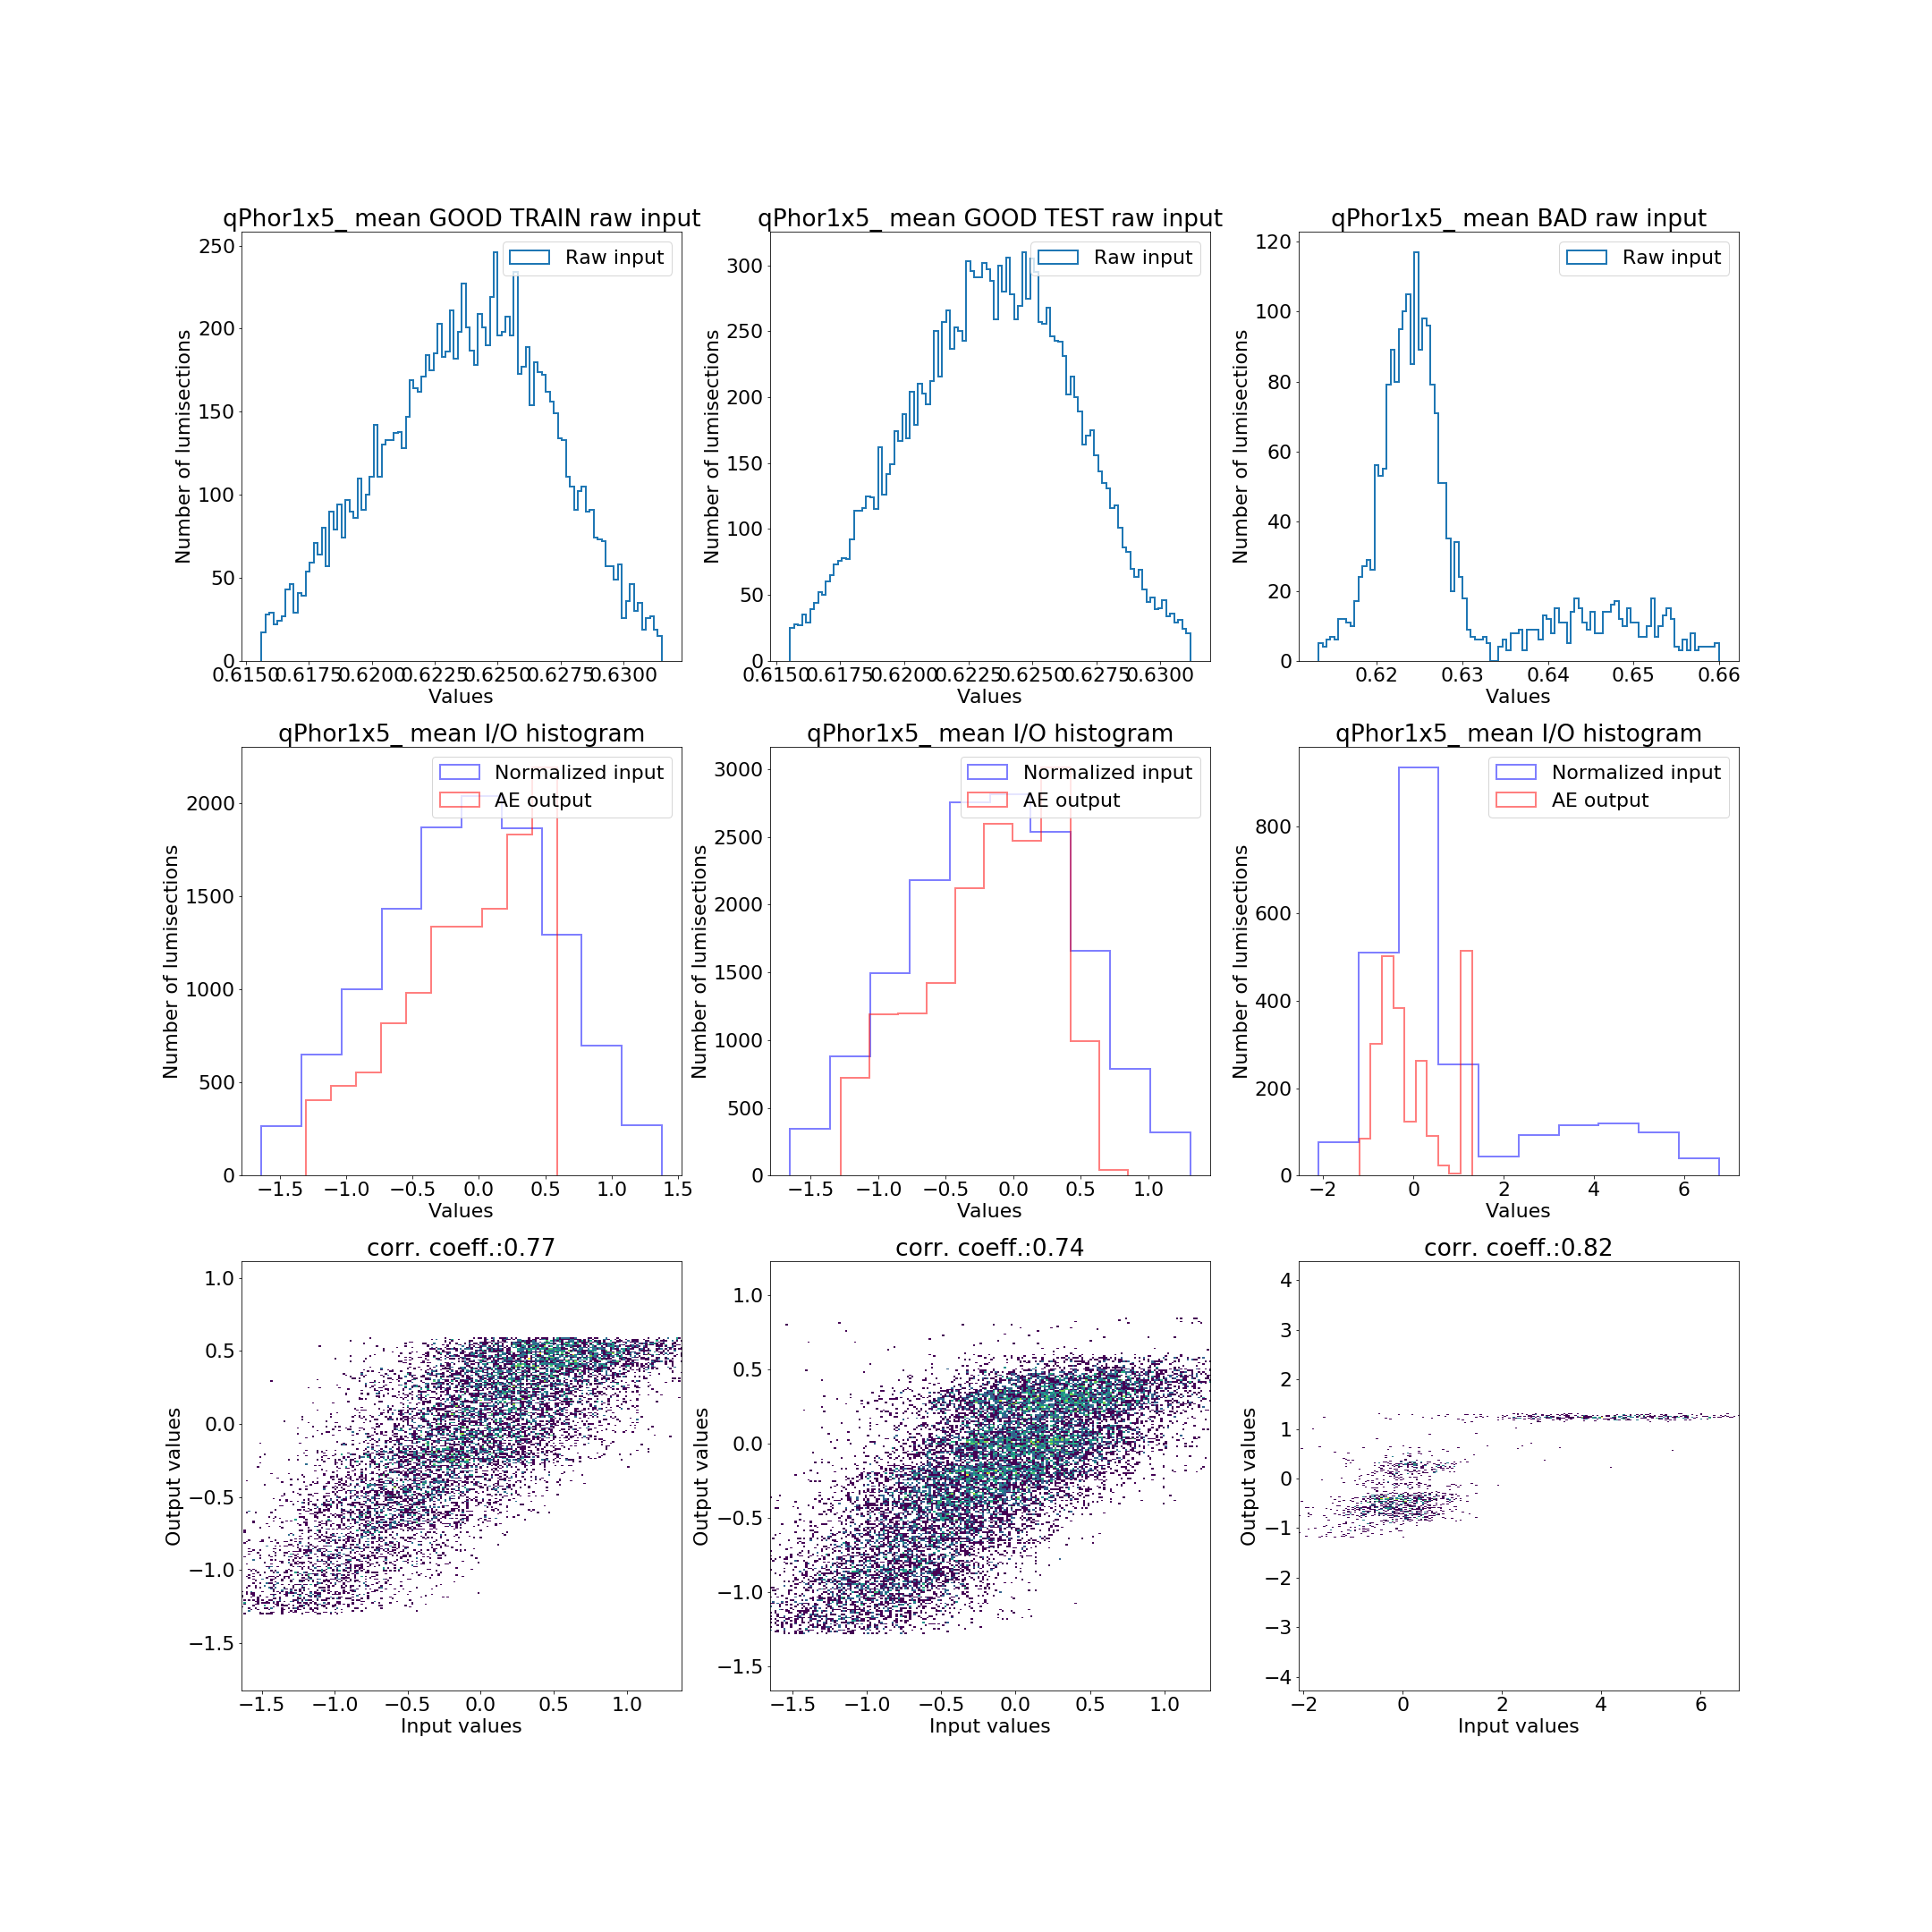 qPhor1x5_ mean GOOD TRAIN raw input
Raw input
Number of lumisections
250
200
150
100
50
0
0.6150 0.6175 0.6200 0.6225 0.6250 0.6275 0.6300
Values
qPhor1x5_ mean GOOD TEST raw input
Raw input
Number of lumisections
300
250
200
150
100
50
0
0.6150 0.6175 0.6200 0.6225 0.6250 0.6275 0.6300
Values
qPhor1x5_ mean BAD raw input
Raw input
Number of lumisections
120
100
80
60
40
20
0
0.62 0.63 0.64 0.65 0.66
Values
qPhor1x5_ mean I/O histogram
Normalized input
AE output
Number of lumisections
2000
1500
1000
500
0
−1.5 −1.0 −0.5 0.0 0.5 1.0 1.5
Values
qPhor1x5_ mean I/O histogram
Normalized input
AE output
Number of lumisections
3000
2500
2000
1500
1000
500
0
−1.5 −1.0 −0.5 0.0 0.5 1.0
Values
qPhor1x5_ mean I/O histogram
Normalized input
AE output
Number of lumisections
800
600
400
200
0
−2 0 2 4 6
Values
corr. coeff.:0.77
Output values
1.0
0.5
0.0
−0.5
−1.0
−1.5
−1.5 −1.0 −0.5 0.0 0.5 1.0
Input values
corr. coeff.:0.74
Output values
1.0
0.5
0.0
−0.5
−1.0
−1.5
−1.5 −1.0 −0.5 0.0 0.5 1.0
Input values
corr. coeff.:0.82
Output values
4
3
2
1
0
−1
−2
−3
−4
−2 0 2 4 6
Input values